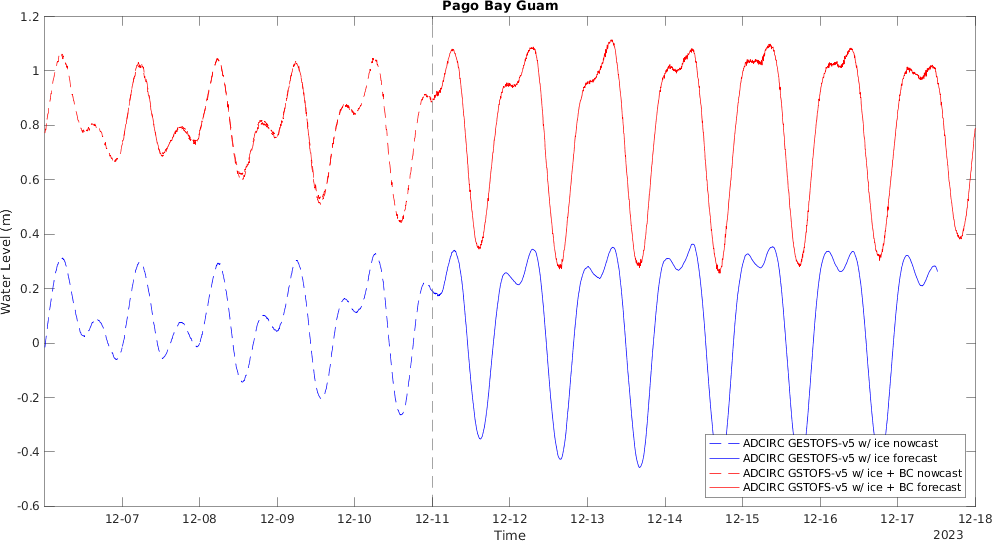 Pago Bay Guam
Water Level (m)
1.2
1
0.8
0.6
0.4
0.2
0
-0.2
-0.4
-0.6
ADCIRC GESTOFS-v5 w/ ice nowcast
ADCIRC GESTOFS-v5 w/ ice forecast
ADCIRC GSTOFS-v5 w/ ice + BC nowcast
ADCIRC GSTOFS-v5 w/ ice + BC forecast
12-07 12-08 12-09 12-10 12-11 12-12 12-13 12-14 12-15 12-16 12-17 12-18
Time
2023